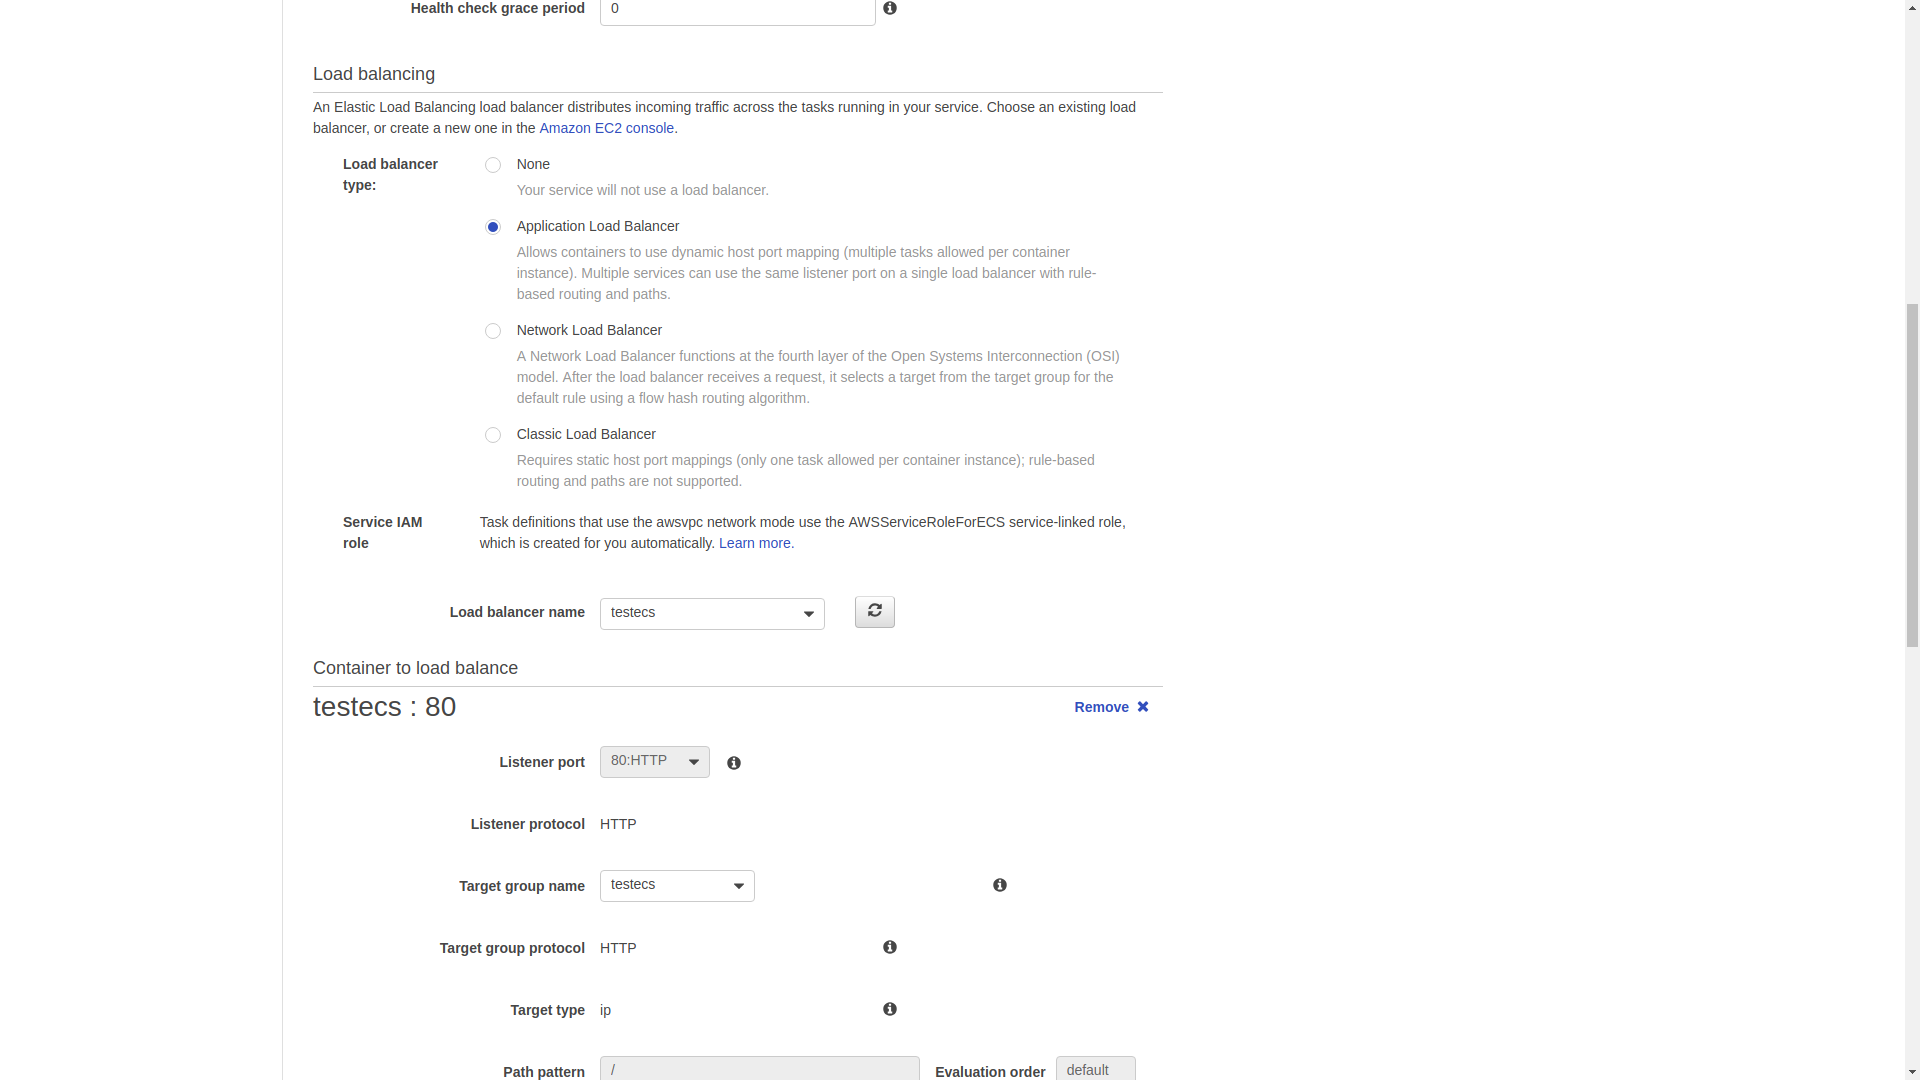 Health check grace period 0
Load balancing
An Elastic Load Balancing load balancer distributes incoming traffic across the tasks running in your service. Choose an existing load
balancer, or create a new one in the Amazon EC2 console.
Load balancer
type:
None
Your service will not use a load balancer.
Application Load Balancer
Allows containers to use dynamic host port mapping (multiple tasks allowed per container
instance). Multiple services can use the same listener port on a single load balancer with rule-
based routing and paths.
Network Load Balancer
A Network Load Balancer functions at the fourth layer of the Open Systems Interconnection (OSI)
model. After the load balancer receives a request, it selects a target from the target group for the
default rule using a flow hash routing algorithm.
Classic Load Balancer
Requires static host port mappings (only one task allowed per container instance); rule-based
routing and paths are not supported.
Service IAM
role
Task definitions that use the awsvpc network mode use the AWSServiceRoleForECS service-linked role,
which is created for you automatically. Learn more.
Load balancer name testecs
Container to load balance
testecs : 80 Remove
Listener port 80:HTTP
Listener protocol HTTP
Target group name testecs
Target group protocol HTTP
Target type ip
Path pattern / Evaluation order default